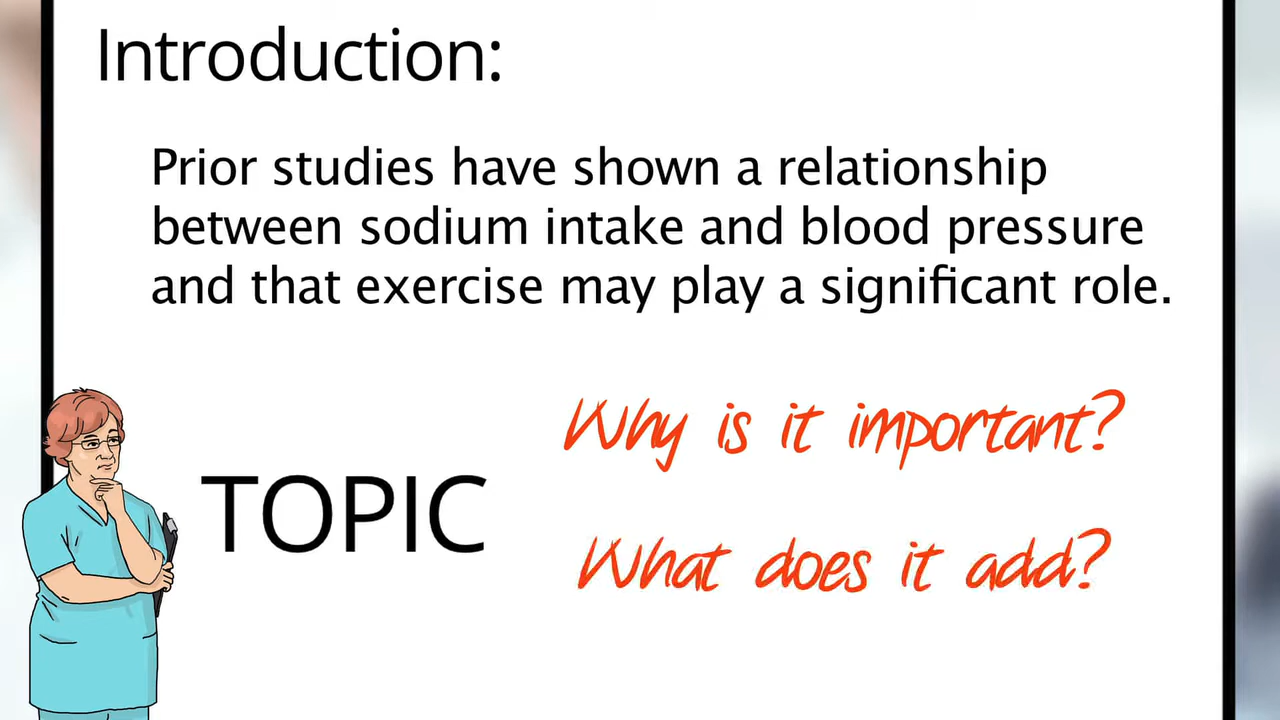 Introduction:
Prior studies have shown a relationship
between sodium intake and blood pressure
and that exercise may play a significant role.
Why is it important?
TOPIC
What does it add?